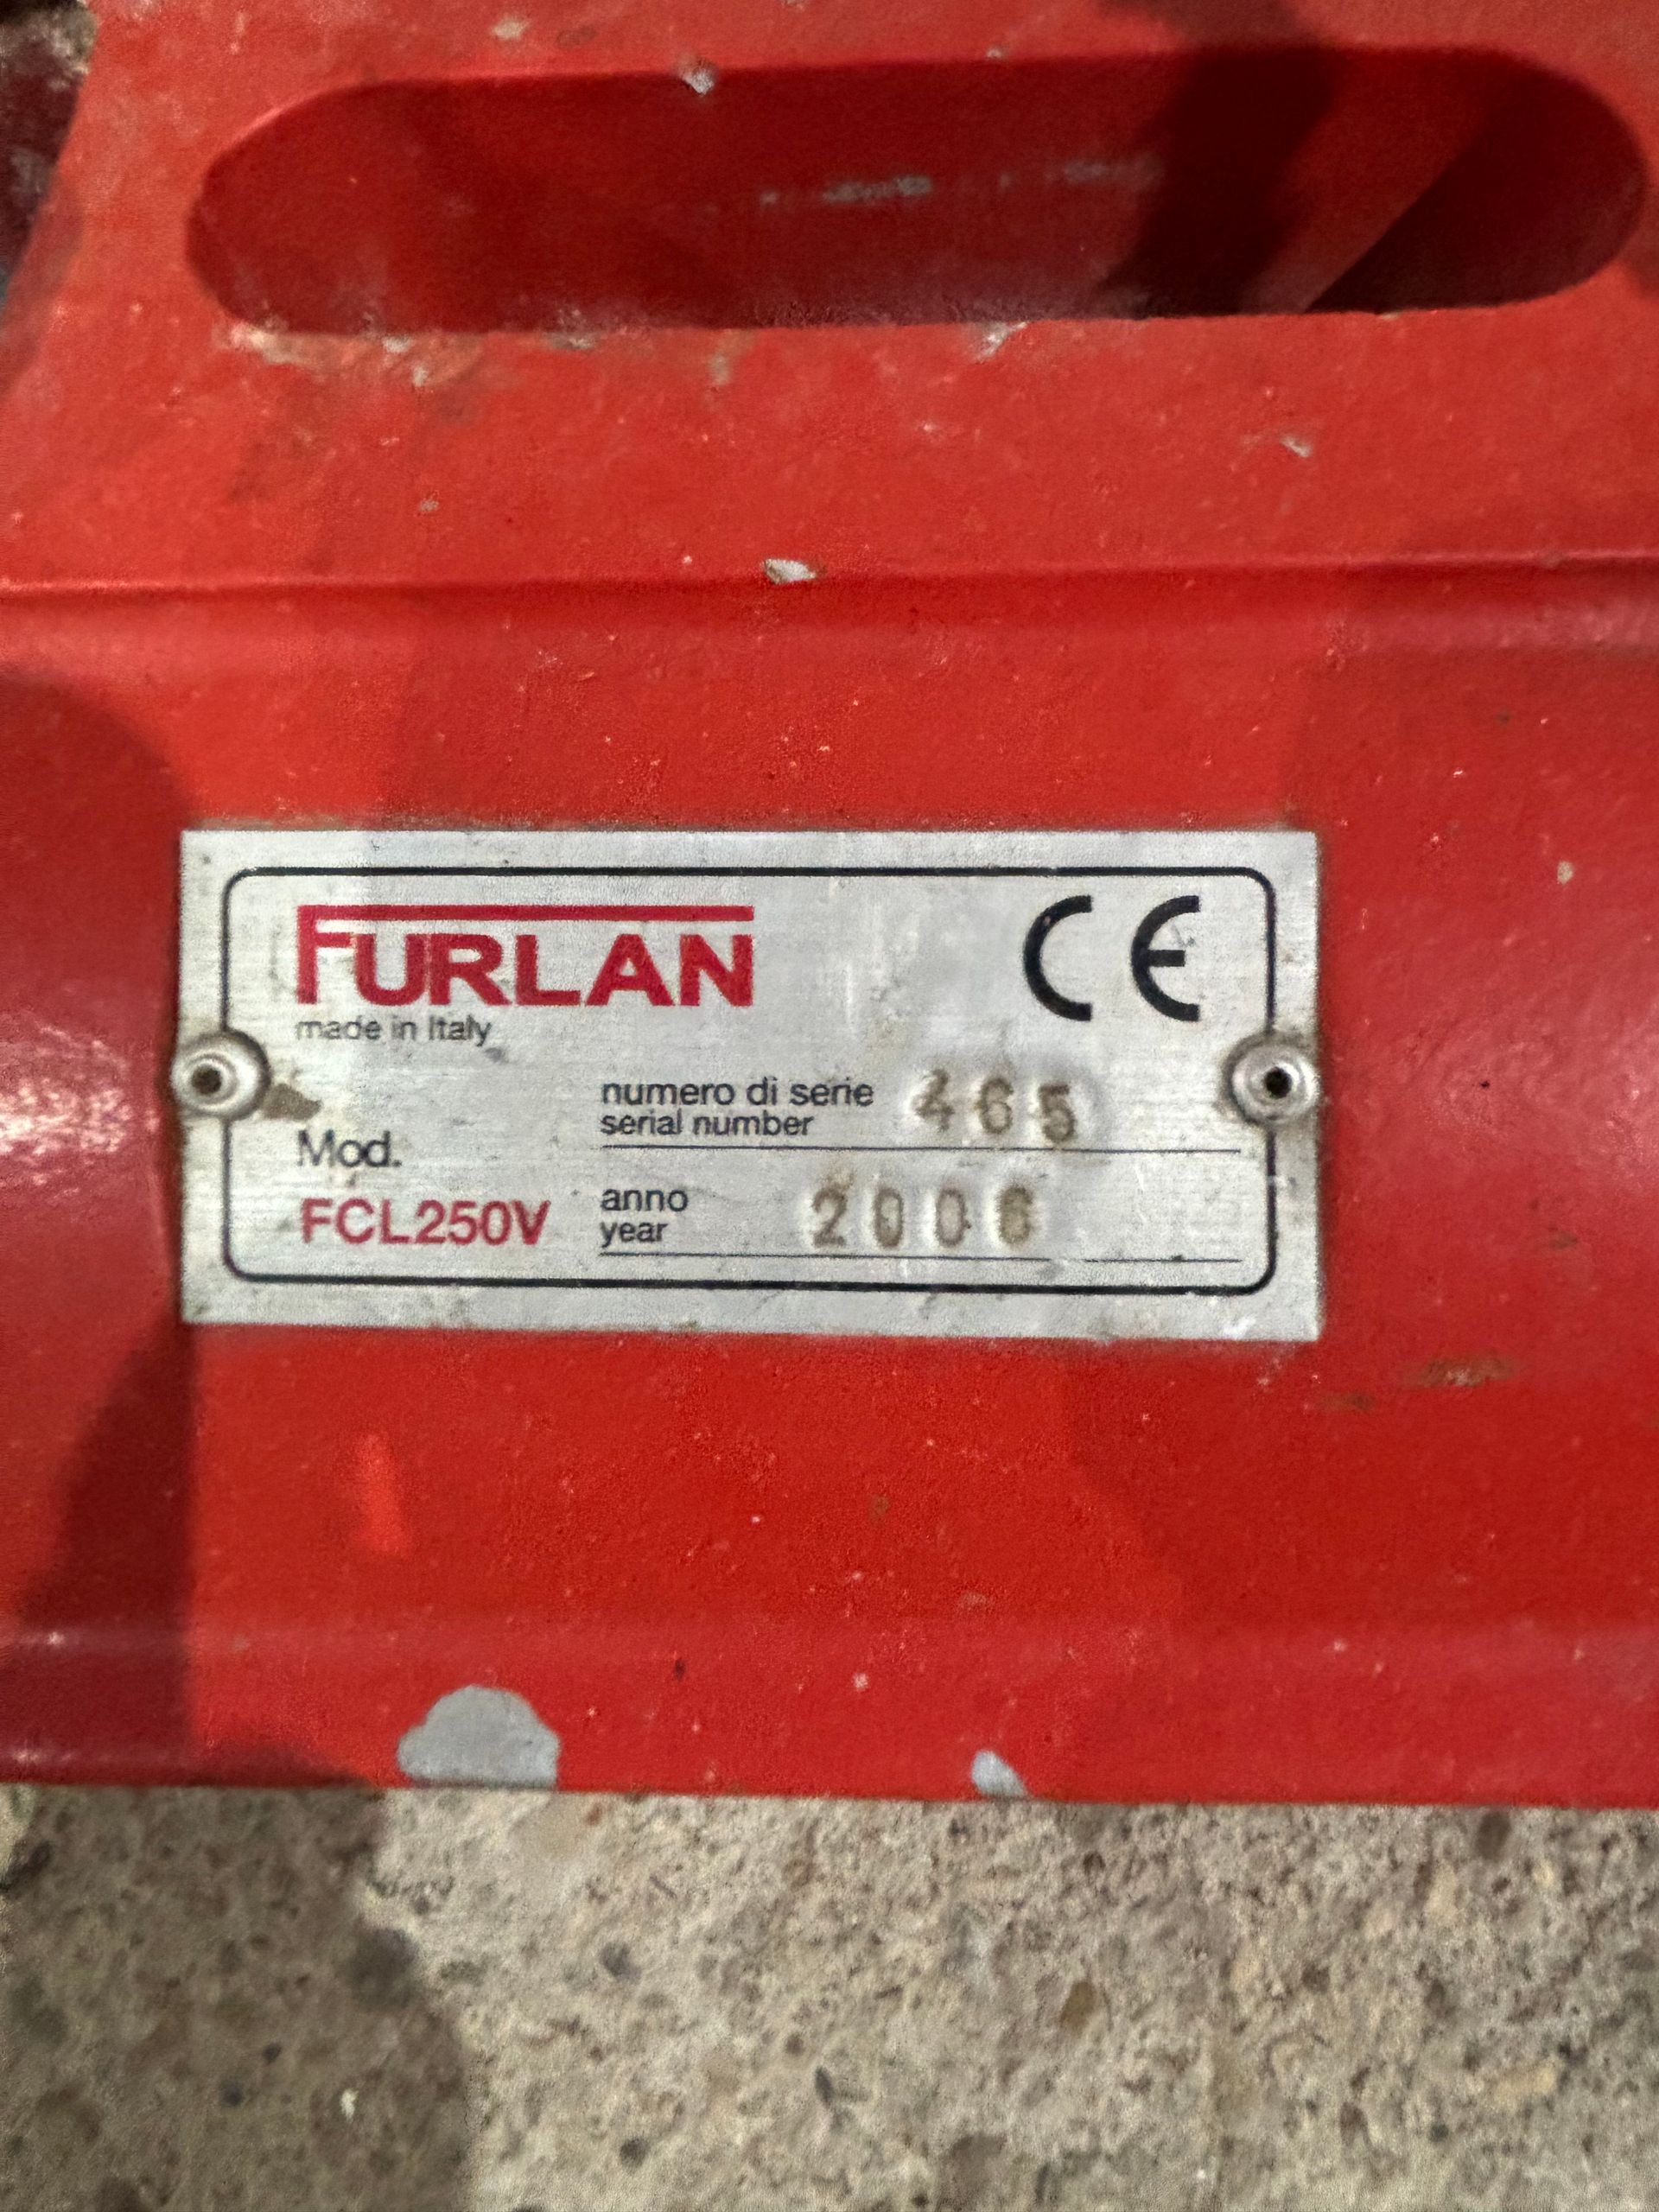 FURLAN
CE
made in Italy
numero di serie 465
serial number
Mod.
FCL250V
anno 2006
year